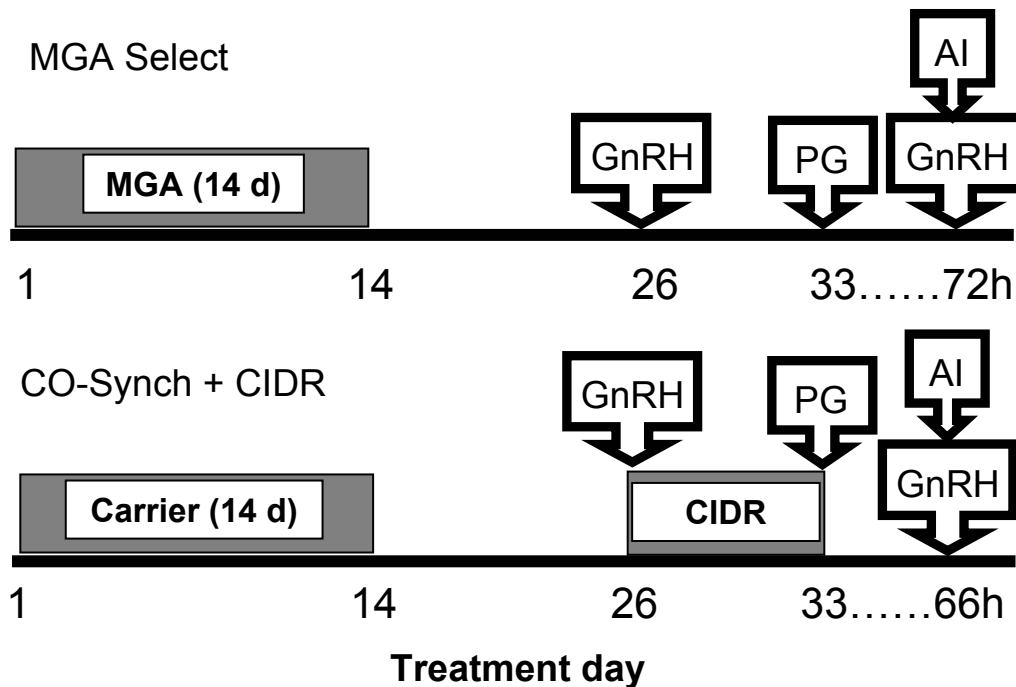 MGA Select
AI
GnRH
PG
GnRH
MGA (14 d)
1
14
26
33......72h
CO-Synch + CIDR
GnRH
PG
AI
GnRH
Carrier (14 d)
CIDR
1
14
26
33......66h
Treatment day